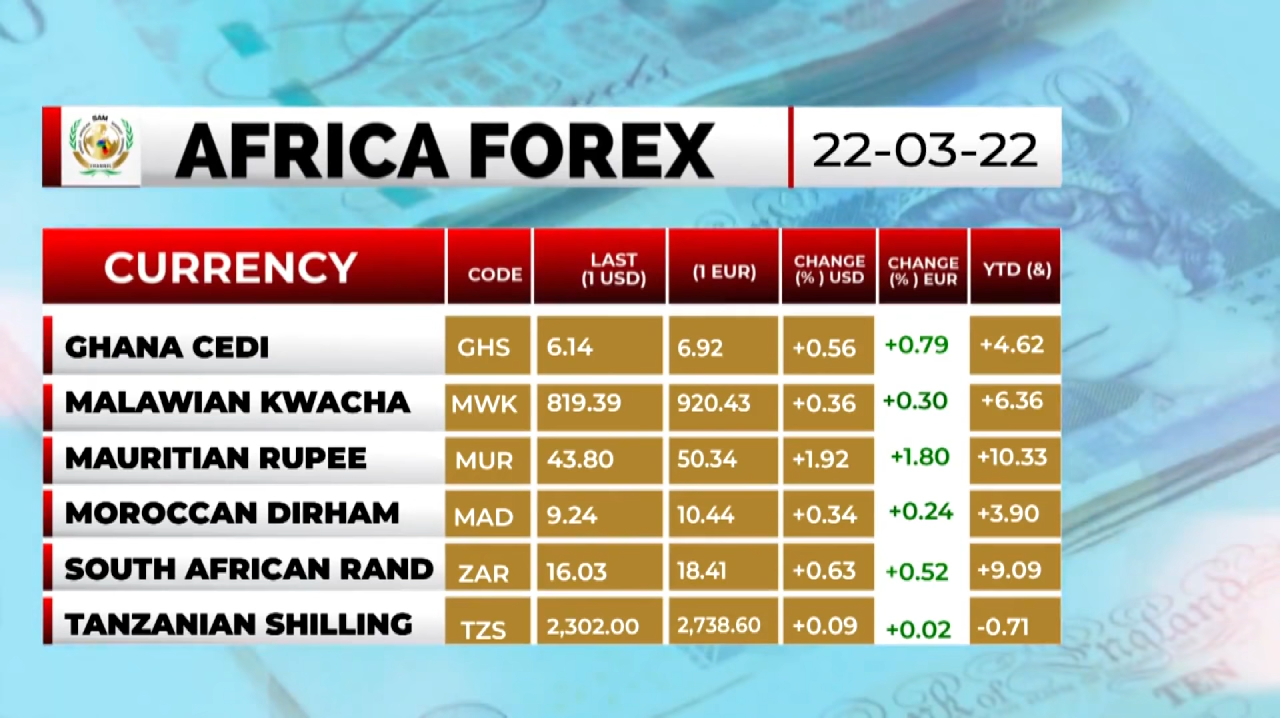 SAM
AFRICA FOREX
22-03-22
CURRENCY CODE LAST (1 USD) (1 EUR) CHANGE (% ) USD CHANGE (% ) EUR YTD (&)
GHANA CEDI GHS 6.14 6.92 +0.56 +0.79 +4.62
MALAWIAN KWACHA MWK 819.39 920.43 +0.36 +0.30 +6.36
MAURITIAN RUPEE MUR 43.80 50.34 +1.92 +1.80 +10.33
MOROCCAN DIRHAM MAD 9.24 10.44 +0.34 +0.24 +3.90
SOUTH AFRICAN RAND ZAR 16.03 18.41 +0.63 +0.52 +9.09
TANZANIAN SHILLING TZS 2,302.00 2,738.60 +0.09 +0.02 -0.71
TEN